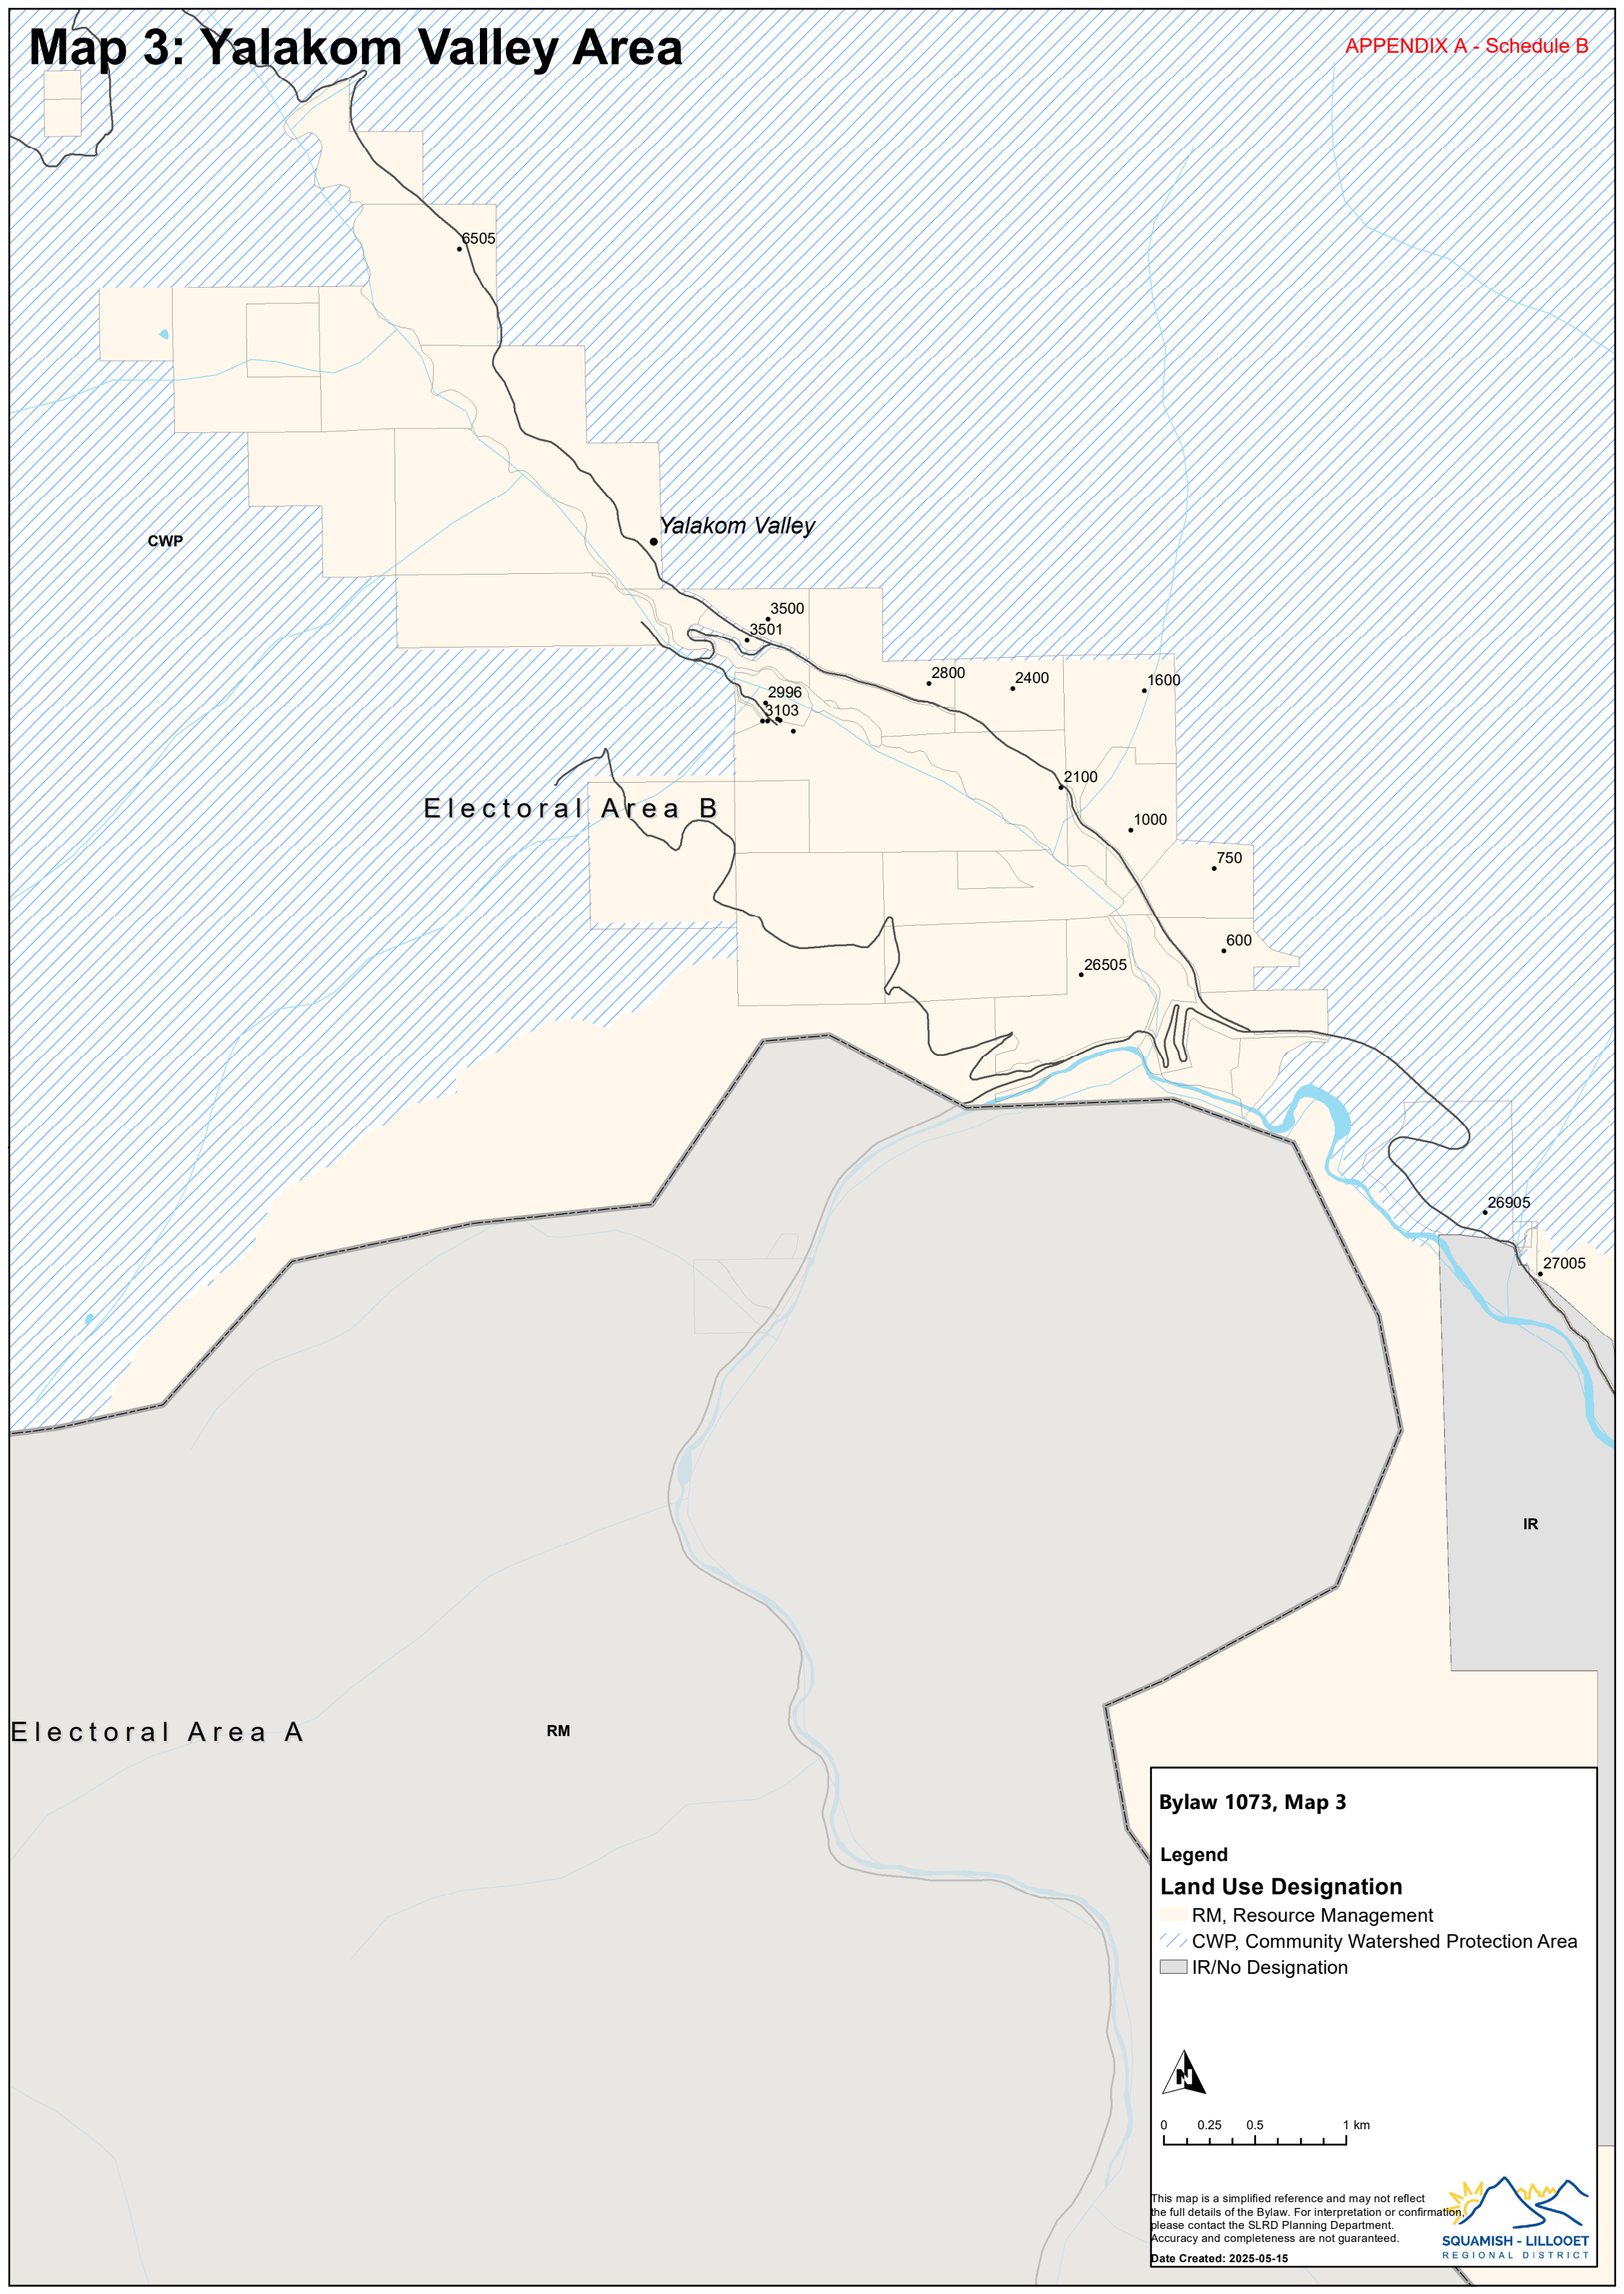 Map 3: Yalakom Valley Area
APPENDIX A - Schedule B
6505
CWP
Yalakom Valley
3500
3501
2800
2400
1600
2996
3103
2100
Electoral Area B
1000
750
600
26505
26905
27005
IR
Electoral Area A
RM
Bylaw 1073, Map 3
Legend
Land Use Designation
RM, Resource Management
CWP, Community Watershed Protection Area
IR/No Designation
N
0 0.25 0.5 1 km
This map is a simplified reference and may not reflect
the full details of the Bylaw. For interpretation or confirmation,
please contact the SLRD Planning Department.
Accuracy and completeness are not guaranteed.
Date Created: 2025-05-15
SQUAMISH - LILLOOET
REGIONAL DISTRICT